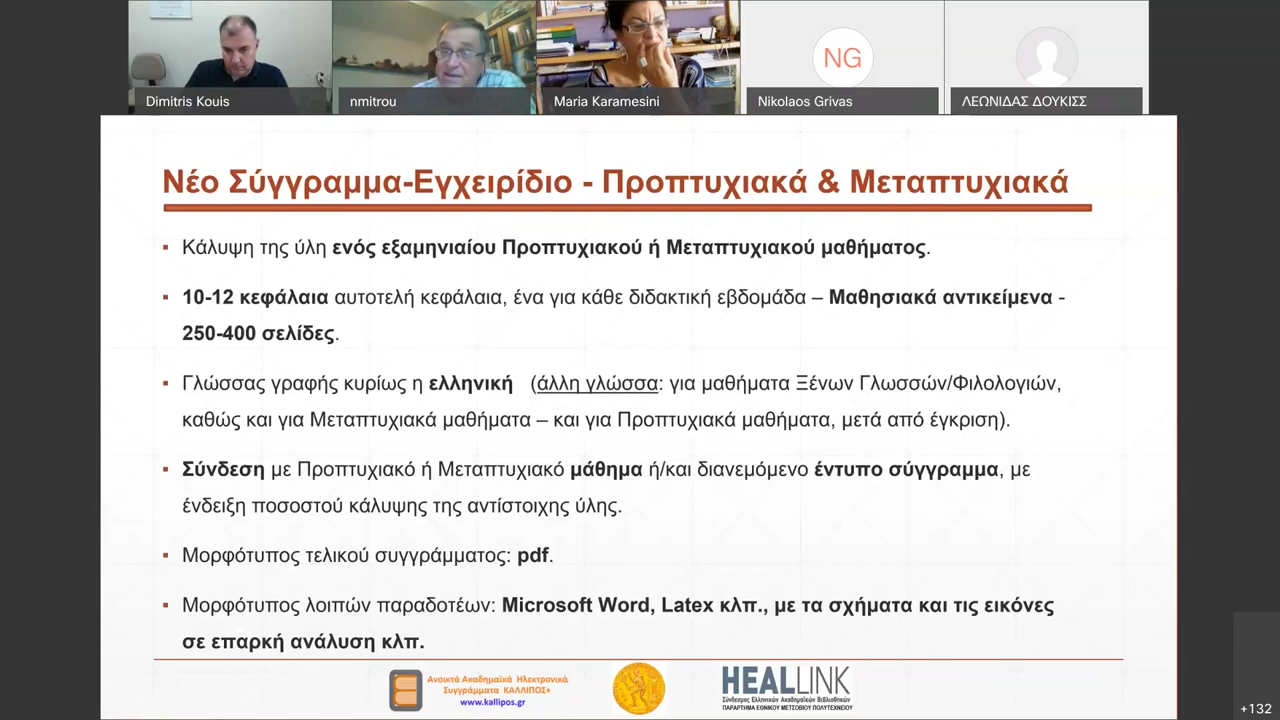 Dimitris Kouis
nmitrou
Maria Karamesini
NG
Nikolaos Grivas
ΛΕΩΝΙΔΑΣ ΔΟΥΚΙΣΣ
Νέο Σύγγραμμα-Εγχειρίδιο - Προπτυχιακά & Μεταπτυχιακά
▪ Κάλυψη της ύλη ενός εξαμηνιαίου Προπτυχιακού ή Μεταπτυχιακού μαθήματος.
▪ 10-12 κεφάλαια αυτοτελή κεφάλαια, ένα για κάθε διδακτική εβδομάδα – Μαθησιακά αντικείμενα -
250-400 σελίδες.
▪ Γλώσσας γραφής κυρίως η ελληνική (άλλη γλώσσα: για μαθήματα Ξένων Γλωσσών/Φιλολογιών,
καθώς και για Μεταπτυχιακά μαθήματα – και για Προπτυχιακά μαθήματα, μετά από έγκριση).
▪ Σύνδεση με Προπτυχιακό ή Μεταπτυχιακό μάθημα ή/και διανεμόμενο έντυπο σύγγραμμα, με
ένδειξη ποσοστού κάλυψης της αντίστοιχης ύλης.
▪ Μορφότυπος τελικού συγγράμματος: pdf.
▪ Μορφότυπος λοιπών παραδοτέων: Microsoft Word, Latex κλπ., με τα σχήματα και τις εικόνες
σε επαρκή ανάλυση κλπ.
Ανοικτά Ακαδημαϊκά Ηλεκτρονικά
Συγγράμματα ΚΑΛΛΙΠΟΣ+
www.kallipos.gr
HEALLINK
Σύνδεσμος Ελληνικών Ακαδημαϊκών Βιβλιοθηκών
ΠΑΡΑΡΤΗΜΑ ΕΘΝΙΚΟΥ ΜΕΤΣΟΒΙΟΥ ΠΟΛΥΤΕΧΝΕΙΟΥ
+132